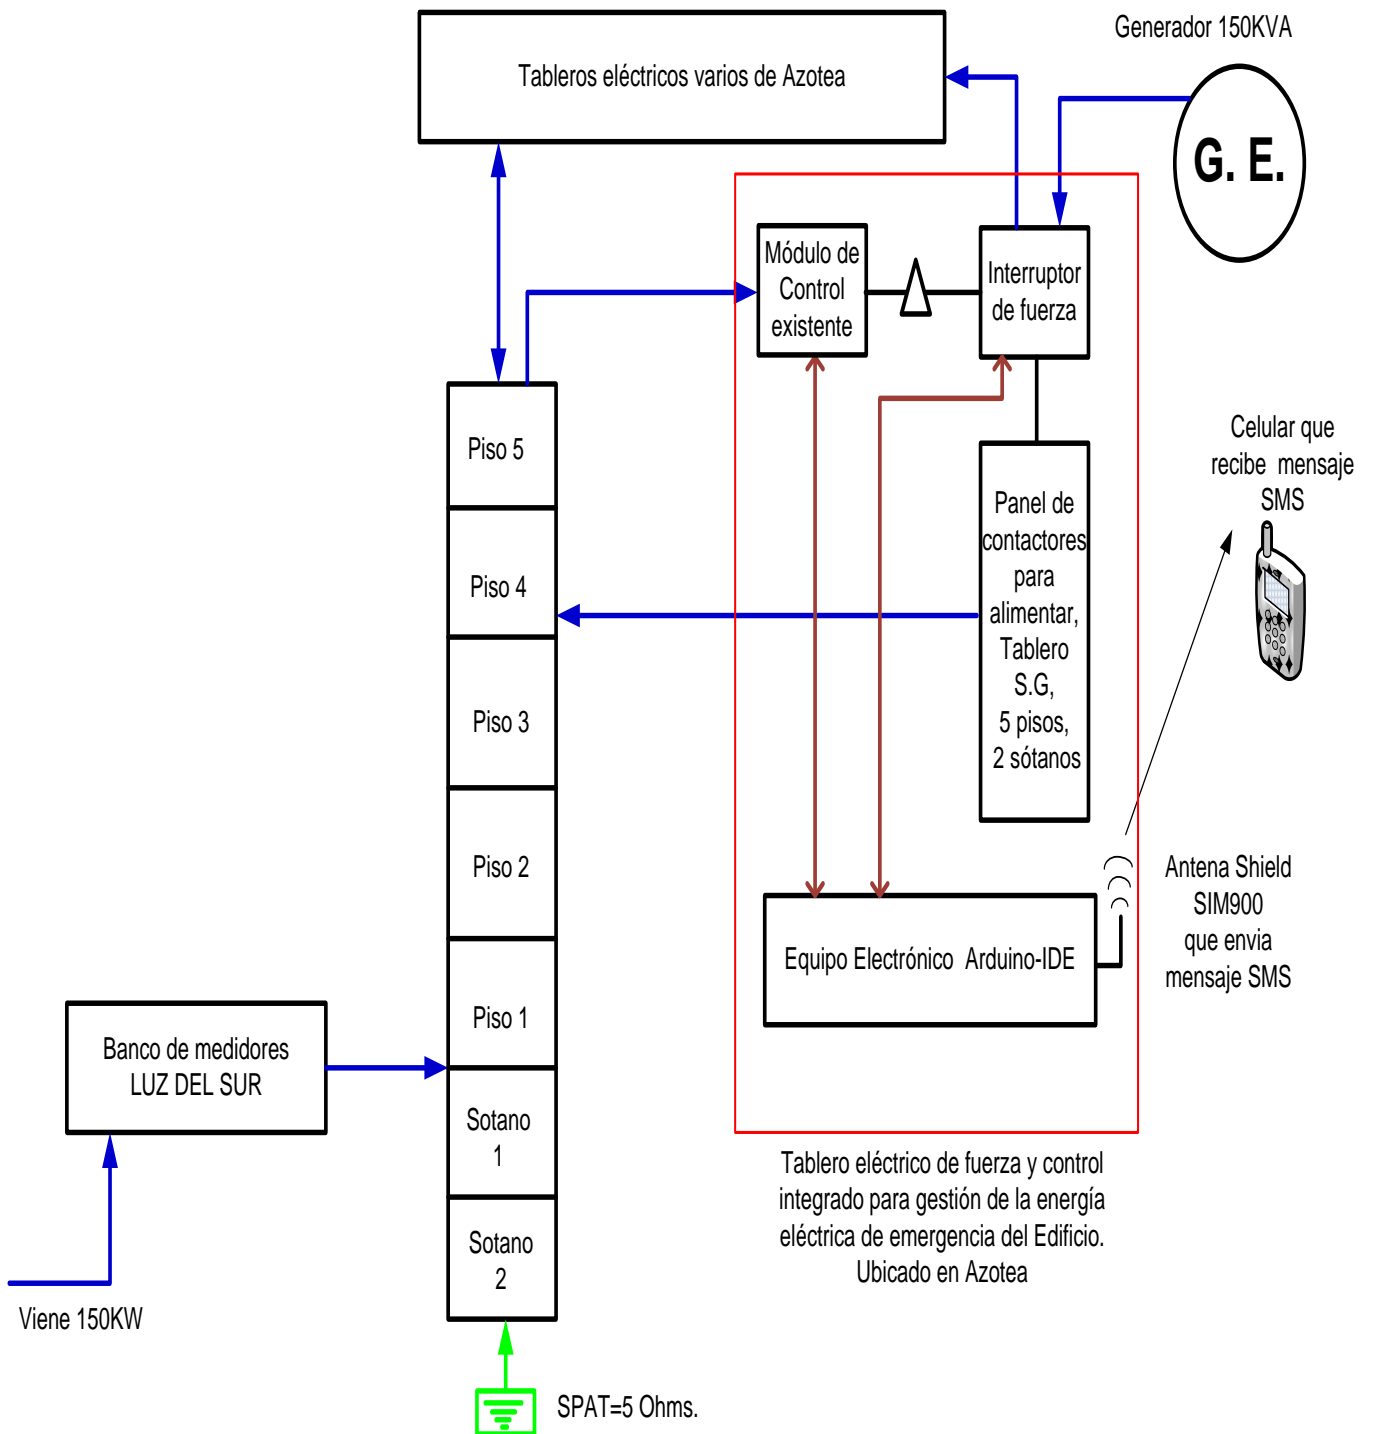 Generador 150KVA
Tableros eléctricos varios de Azotea
G. E.
Módulo de
Control
existente
Interruptor
de fuerza
Piso 5
Piso 4
Piso 3
Piso 2
Piso 1
Sotano
1
Sotano
2
Panel de
contactores
para
alimentar,
Tablero
S.G,
5 pisos,
2 sótanos
Celular que
recibe mensaje
SMS
Equipo Electrónico Arduino-IDE
Antena Shield
SIM900
que envia
mensaje SMS
Banco de medidores
LUZ DEL SUR
Viene 150KW
Tablero eléctrico de fuerza y control
integrado para gestión de la energía
eléctrica de emergencia del Edificio.
Ubicado en Azotea
SPAT=5 Ohms.